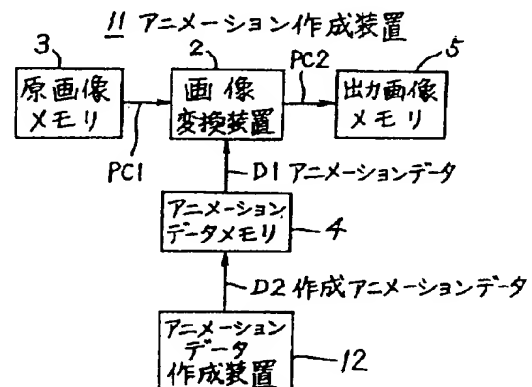 11 アニメーション作成装置
3
2
PC2
5
原画像
メモリ
画像
変換装置
出力画像
メモリ
PC1
D1 アニメーションデータ
アニメーション
データメモリ
4
D2 作成アニメーションデータ
アニメーション
データ
作成装置
12